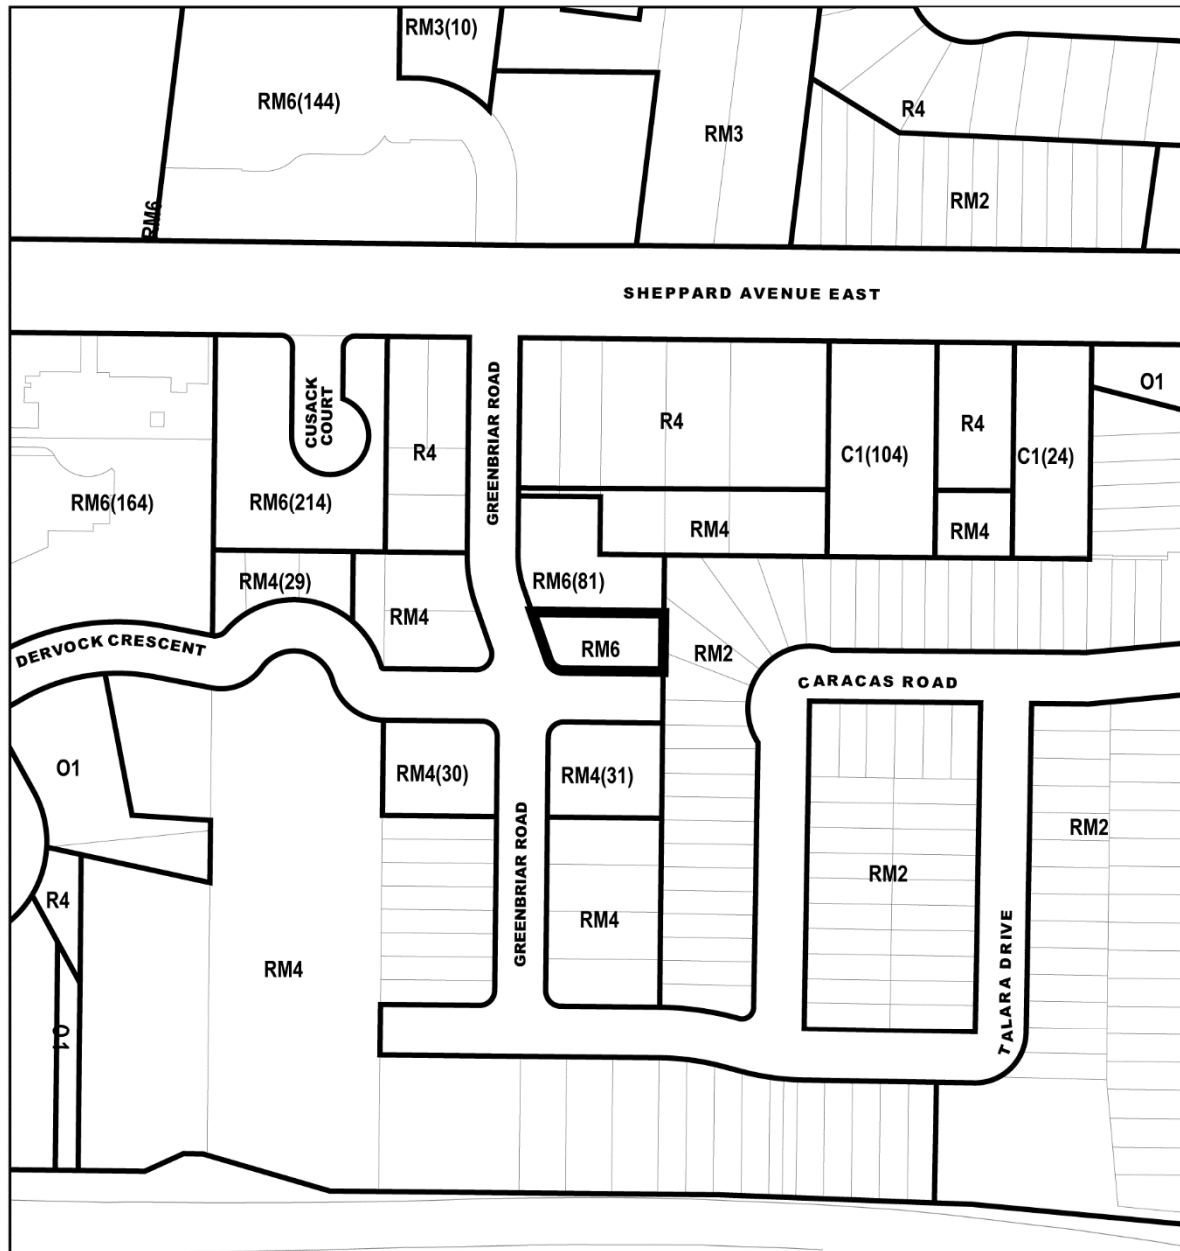 RM3(10)
RM6(144)
R4
RM3
RM2
RM6
SHEPPARD AVENUE EAST
O1
CUSACK
COURT
GREENBRIAR ROAD
R4
R4
R4
C1(104)
C1(24)
RM6(164)
RM6(214)
RM4
RM4
RM4(29)
RM6(81)
RM4
RM6
DERVOCK CRESCENT
RM2
CARACAS ROAD
O1
RM4(30)
RM4(31)
GREENBRIAR ROAD
RM2
RM2
R4
RM4
RM4
TALARA DRIVE
O1